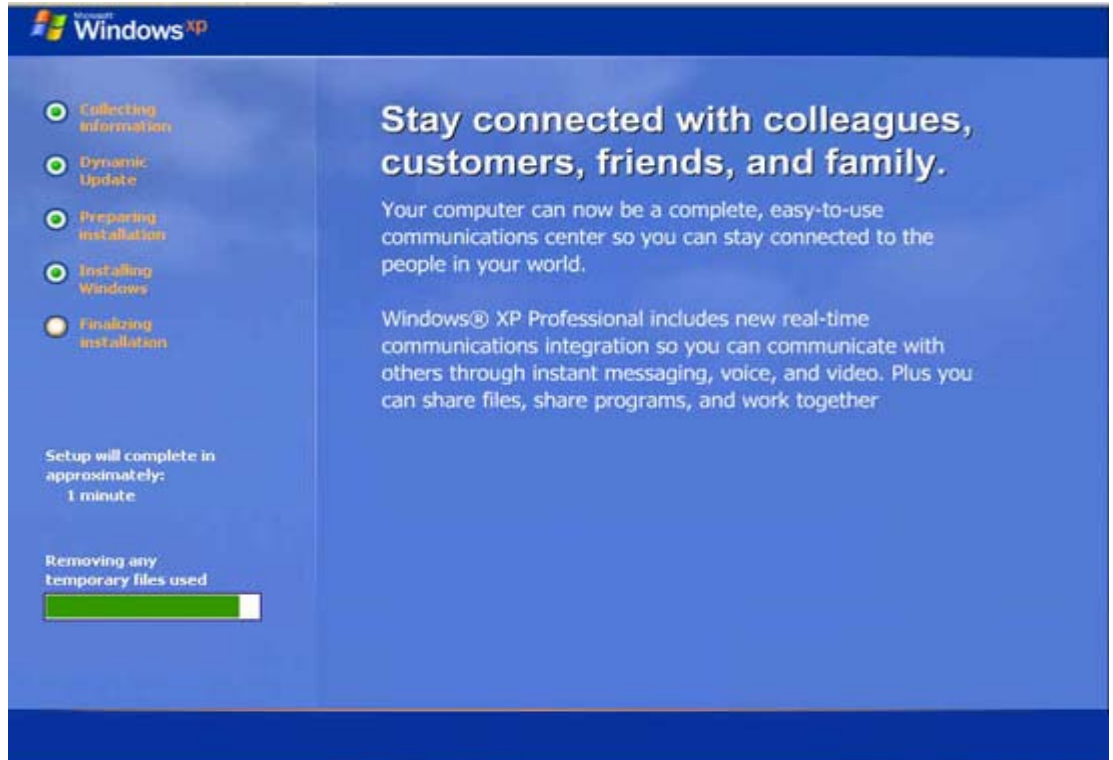 Microsoft
Windows xp
Collecting
information
Dynamic
Update
Preparing
installation
Installing
Windows
Finalizing
installation
Setup will complete in
approximately:
1 minute
Removing any
temporary files used
Stay connected with colleagues,
customers, friends, and family.
Your computer can now be a complete, easy-to-use
communications center so you can stay connected to the
people in your world.
Windows® XP Professional includes new real-time
communications integration so you can communicate with
others through instant messaging, voice, and video. Plus you
can share files, share programs, and work together